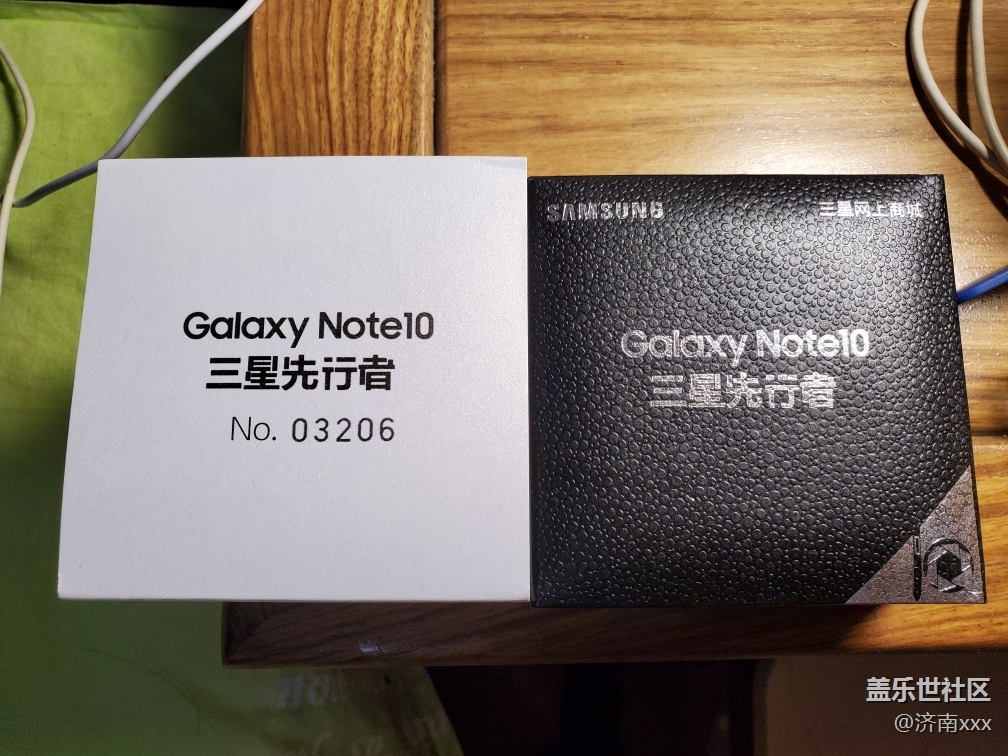 Galaxy Note10
三星先行者
No. 03206
SAMSUNG
三星网上商城
Galaxy Note10
三星先行者
盖乐世社区
@济南xxx